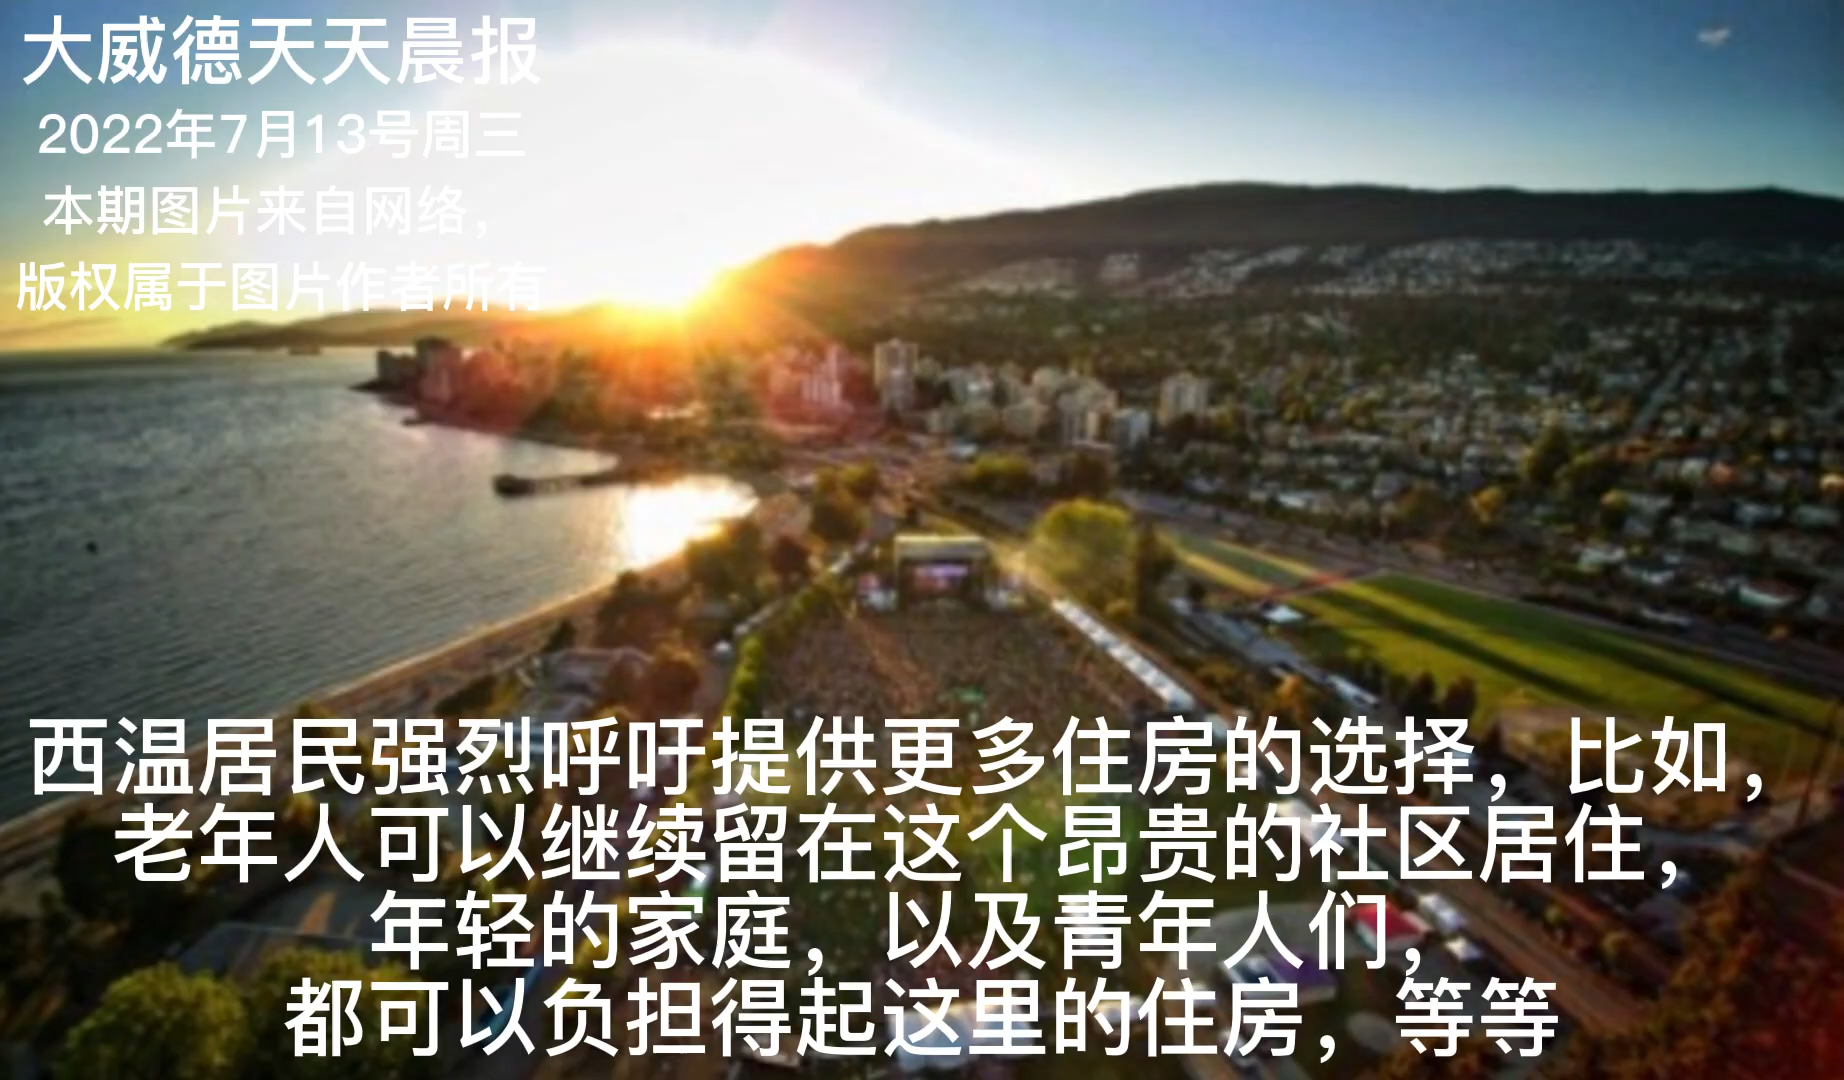 大威德天天晨报
2022年7月13号周三
本期图片来自网络，
版权属于图片作者所有
西温居民强烈呼吁提供更多住房的选择，比如，
老年人可以继续留在这个昂贵的社区居住，
年轻的家庭，以及青年人们，
都可以负担得起这里的住房，等等